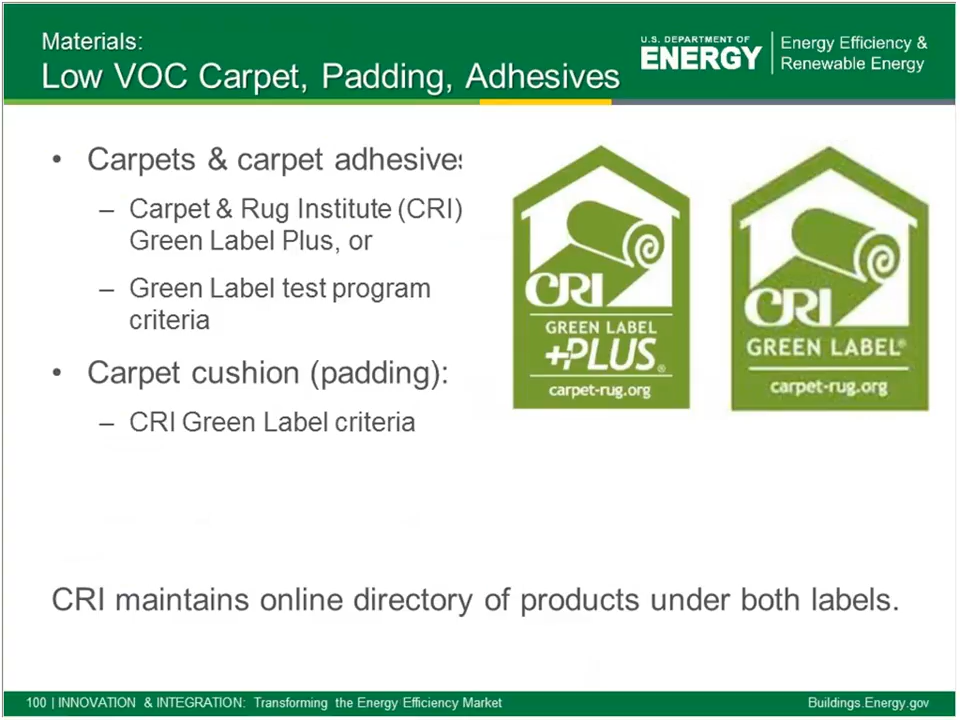 Materials:
Low VOC Carpet, Padding, Adhesives
U.S. DEPARTMENT OF
ENERGY
Energy Efficiency &
Renewable Energy
• Carpets & carpet adhesives
– Carpet & Rug Institute (CRI)
Green Label Plus, or
– Green Label test program
criteria
• Carpet cushion (padding):
– CRI Green Label criteria
CRI
GREEN LABEL
+PLUS®
carpet-rug.org
CRI
GREEN LABEL®
carpet-rug.org
CRI maintains online directory of products under both labels.
100 | INNOVATION & INTEGRATION: Transforming the Energy Efficiency Market
Buildings.Energy.gov